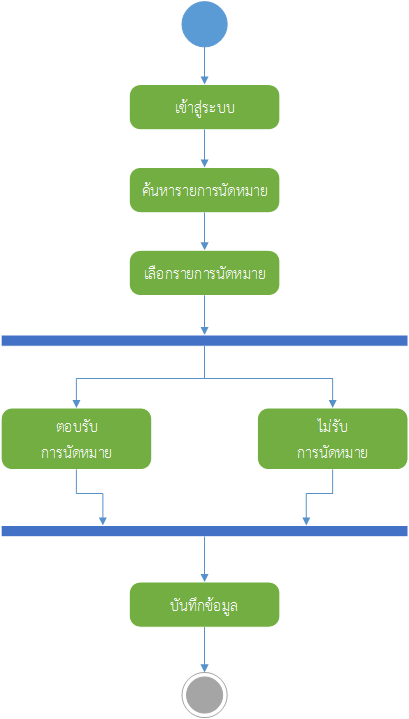 เข้าสู่ระบบ
ค้นหารายการนัดหมาย
เลือกรายการนัดหมาย
ตอบรับ
การนัดหมาย
ไม่รับ
การนัดหมาย
บันทึกข้อมูล